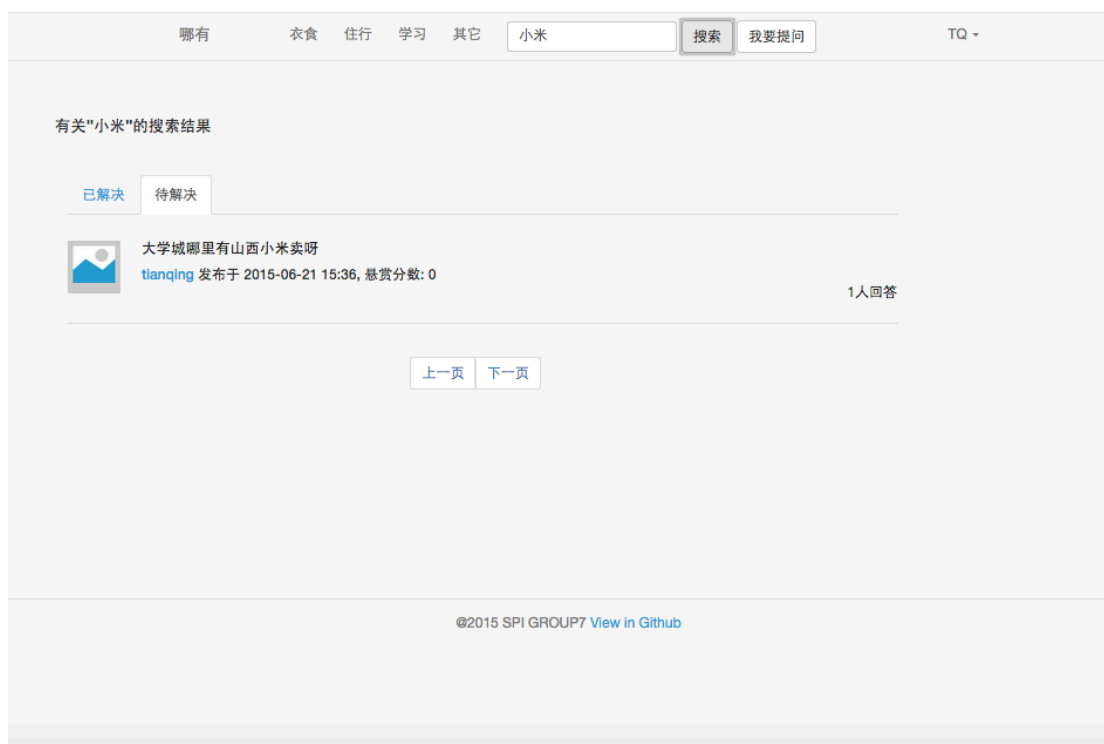 哪有 衣食 住行 学习 其它 小米 搜索 我要提问 TQ
有关"小米"的搜索结果
已解决 待解决
大学城哪里有山西小米卖呀
tianqing 发布于 2015-06-21 15:36, 悬赏分数: 0
1人回答
上一页 下一页
@2015 SPI GROUP7 View in Github